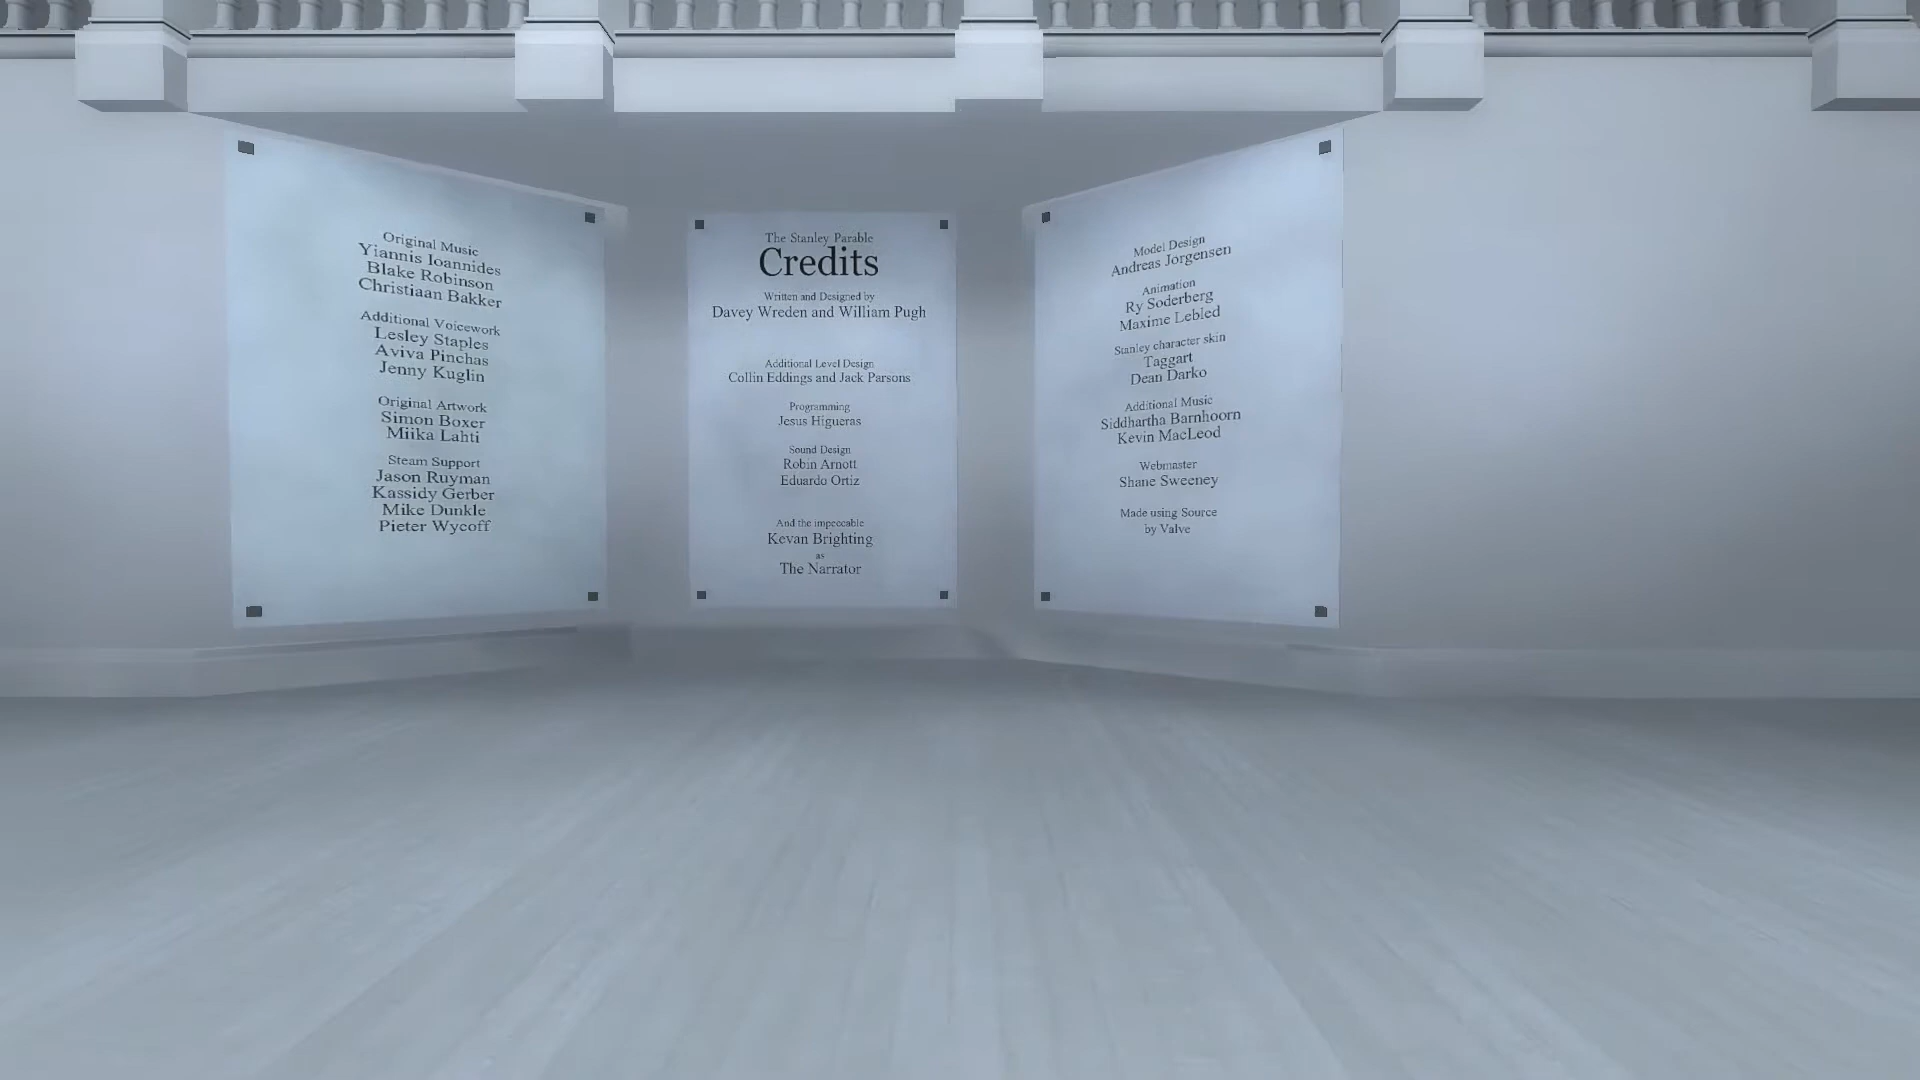 Original Music
Yiannis Ioannides
Blake Robinson
Christiaan Bakker
Additional Voicework
Lesley Staples
Aviva Pinchas
Jenny Kuglin
Original Artwork
Simon Boxer
Miika Lahti
Steam Support
Jason Ruyman
Kassidy Gerber
Mike Dunkle
Pieter Wycoff
The Stanley Parable
Credits
Written and Designed by
Davey Wreden and William Pugh
Additional Level Design
Collin Eddings and Jack Parsons
Programming
Jesus Higueras
Sound Design
Robin Arnott
Eduardo Ortiz
And the impeccable
Kevan Brighting
as
The Narrator
Model Design
Andreas Jorgensen
Animation
Ry Soderberg
Maxime Lebled
Stanley character skin
Taggart
Dean Darko
Additional Music
Siddhartha Barnhoorn
Kevin MacLeod
Webmaster
Shane Sweeney
Made using Source
by Valve